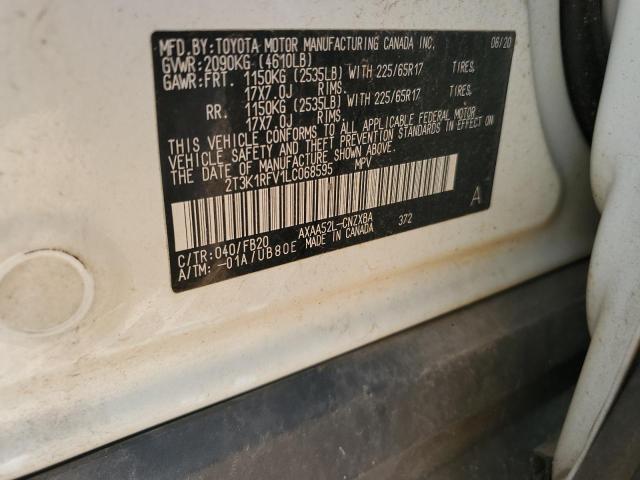 MFD.BY:TOYOTA MOTOR MANUFACTURING CANADA INC. 06/20
GVWR:2090KG (4610LB)
GAWR:FRT. 1150KG (2535LB) WITH 225/65R17 TIRES.
17X7.0J RIMS.
RR. 1150KG (2535LB) WITH 225/65R17 TIRES.
17X7.0J RIMS.
THIS VEHICLE CONFORMS TO ALL APPLICABLE FEDERAL MOTOR
VEHICLE SAFETY AND THEFT PREVENTION STANDARDS IN EFFECT ON
THE DATE OF MANUFACTURE SHOWN ABOVE.
2T3K1RFV1LC068595 MPV
A
C/TR:040/FB20 AXAA52L-CNZXBA 372
A/TM:-01A/UB80E MADE IN CANADA